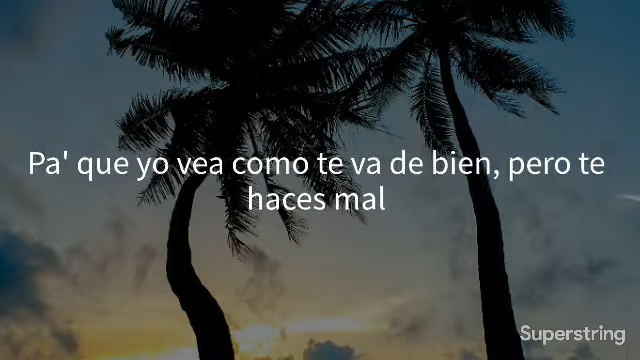 Pa' que yo vea como te va de bien, pero te
haces mal
Superstring